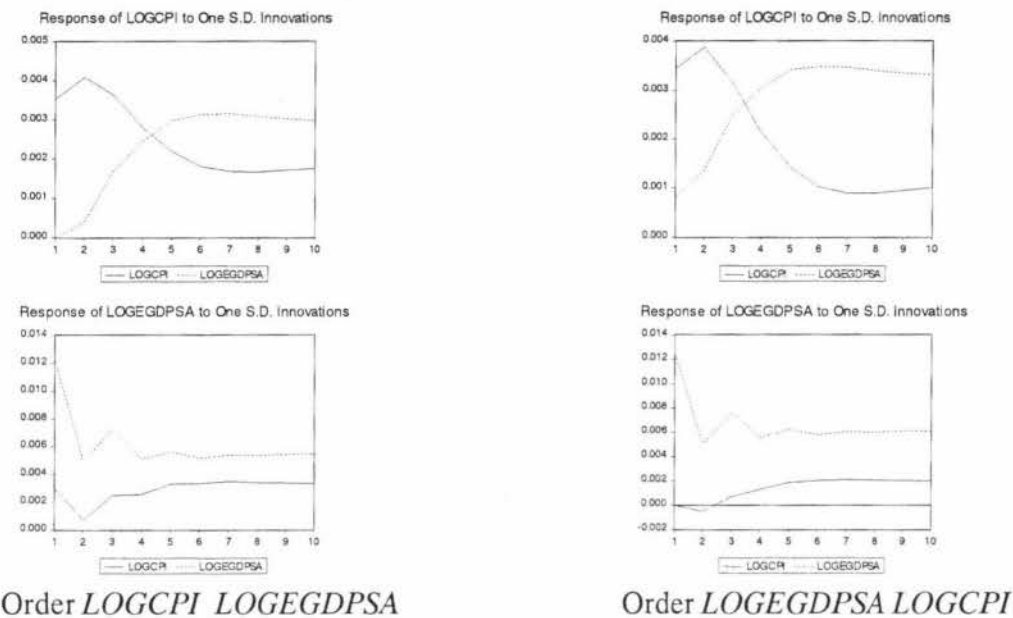 Response of LOGCPI to One S.D. Innovations
0.005
0.004
0.003
0.002
0.001
0.000
1 2 3 4 5 6 7 8 9 10
LOGCPI LOGEGDPSA
Response of LOGEGDPSA to One S.D. Innovations
0.014
0.012
0.010
0.008
0.006
0.004
0.002
0.000
1 2 3 4 5 6 7 8 9 10
LOGCPI LOGEGDPSA
Order LOGCPI LOGEGDPSA
Response of LOGCPI to One S.D. Innovations
0.004
0.003
0.002
0.001
0.000
1 2 3 4 5 6 7 8 9 10
LOGCPI LOGEGDPSA
Response of LOGEGDPSA to One S.D. Innovations
0.014
0.012
0.010
0.008
0.006
0.004
0.002
0.000
-0.002
1 2 3 4 5 6 7 8 9 10
LOGCPI LOGEGDPSA
Order LOGEGDPSA LOGCPI